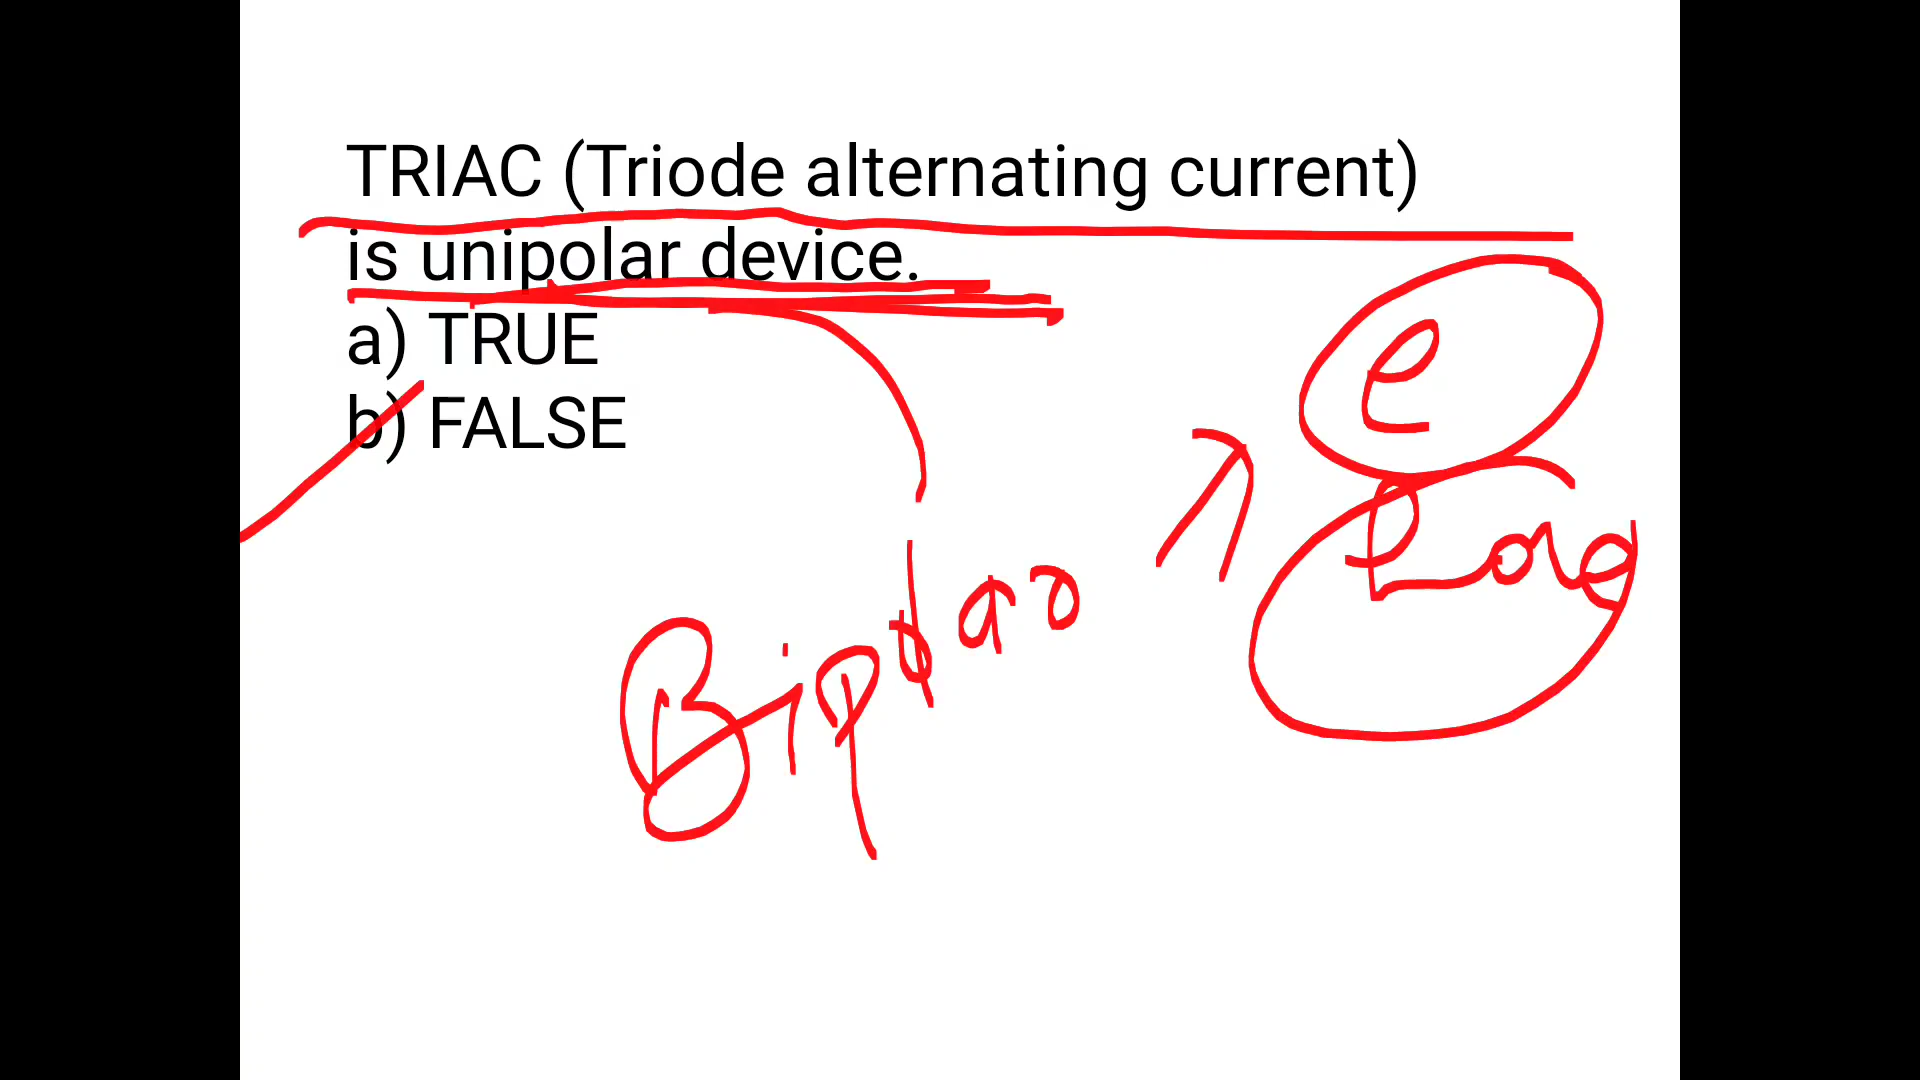 TRIAC (Triode alternating current)
is unipolar device.
a) TRUE
b) FALSE
e
Bipolar